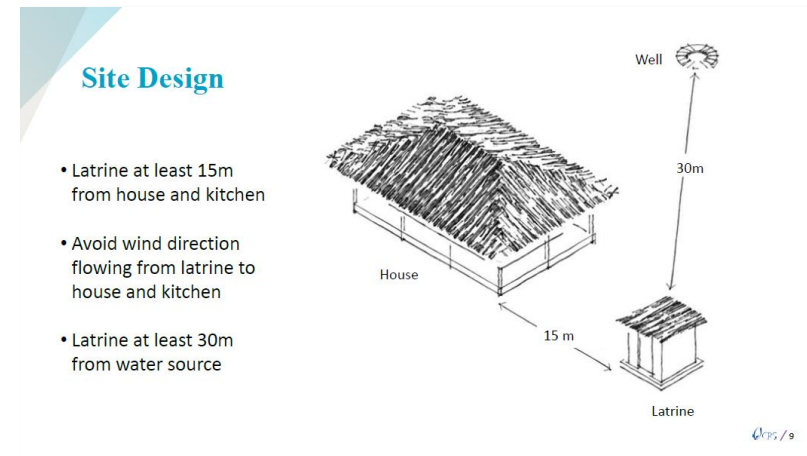 Site Design
• Latrine at least 15m
from house and kitchen
• Avoid wind direction
flowing from latrine to
house and kitchen
• Latrine at least 30m
from water source
Well
30m
House
15 m
Latrine
/ 9